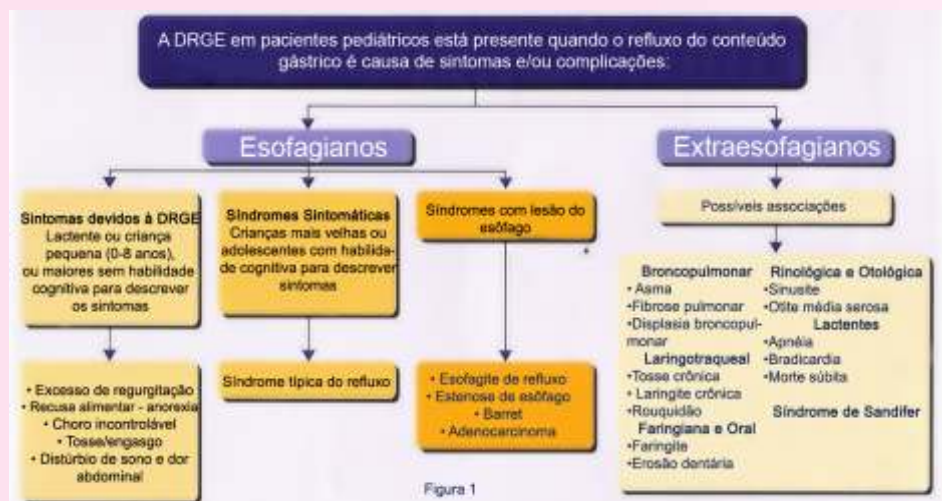 A DRGE em pacientes pediátricos está presente quando o refluxo do conteúdo
gástrico é causa de sintomas e/ou complicações:
Esofagianos
Extraesofagianos
Sintomas devidos à DRGE
Lactente ou criança
pequena (0-8 anos),
ou maiores sem habilidade
cognitiva para descrever
os sintomas
Síndromes Sintomáticas
Crianças mais velhas ou
adolescentes com habilida-
de cognitiva para descrever
sintomas
Síndromes com lesão do
esôfago
Possíveis associações
• Excesso de regurgitação
• Recusa alimentar - anorexia
• Choro incontrolável
• Tosse/engasgo
• Distúrbio de sono e dor
abdominal
Síndrome típica do refluxo
• Esofagite de refluxo
• Estenose de esôfago
• Barret
• Adenocarcinoma
Broncopulmonar
• Asma
•Fibrose pulmonar
•Displasia broncopul-
monar
Laringotraqueal
•Tosse crônica
• Laringite crônica
•Rouquidão
Faringiana e Oral
•Faringite
•Erosão dentária
Rinológica e Otológica
•Sinusite
•Otite média serosa
Lactentes
•Apnéia
•Bradicardia
•Morte súbita
Síndrome de Sandifer
Figura 1